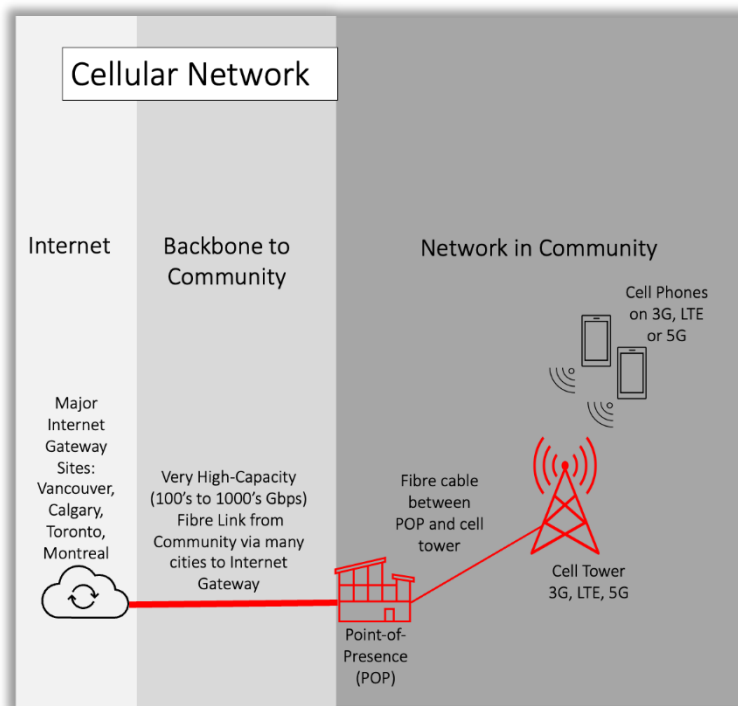 Cellular Network
Internet
Backbone to
Community
Network in Community
Cell Phones
on 3G, LTE
or 5G
Major
Internet
Gateway
Sites:
Vancouver,
Calgary,
Toronto,
Montreal
Very High-Capacity
(100's to 1000's Gbps)
Fibre Link from
Community via many
cities to Internet
Gateway
Fibre cable
between
POP and cell
tower
Cell Tower
3G, LTE, 5G
Point-of-
Presence
(POP)